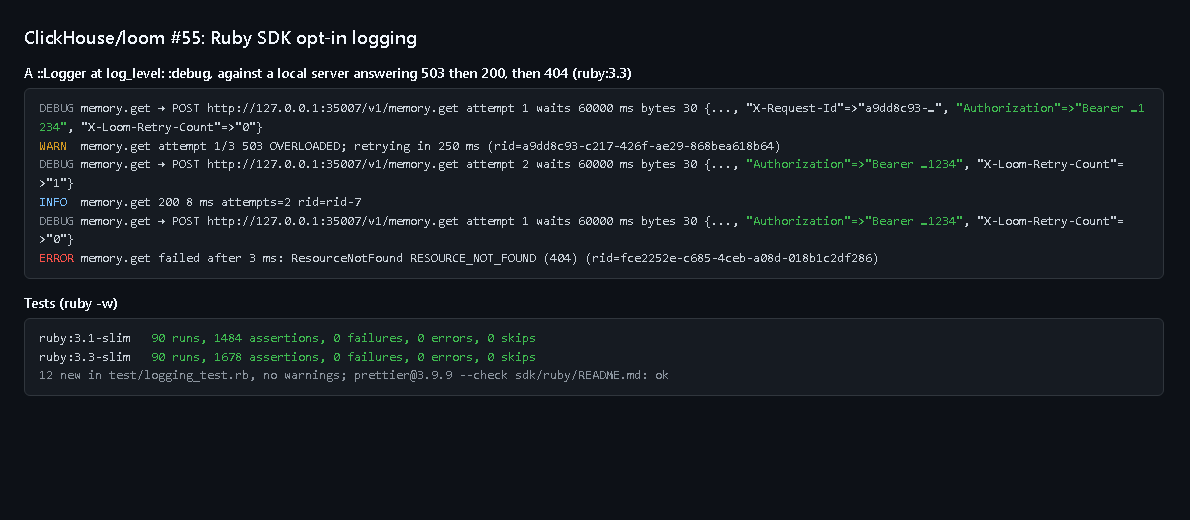 ClickHouse/loom #55: Ruby SDK opt-in logging
A ::Logger at log_level: :debug, against a local server answering 503 then 200, then 404 (ruby:3.3)
DEBUG memory.get → POST http://127.0.0.1:35007/v1/memory.get attempt 1 waits 60000 ms bytes 30 {..., "X-Request-Id"=>"a9dd8c93-…", "Authorization"=>"Bearer …1
234", "X-Loom-Retry-Count"=>"0"}
WARN memory.get attempt 1/3 503 OVERLOADED; retrying in 250 ms (rid=a9dd8c93-c217-426f-ae29-868bea618b64)
DEBUG memory.get → POST http://127.0.0.1:35007/v1/memory.get attempt 2 waits 60000 ms bytes 30 {..., "Authorization"=>"Bearer …1234", "X-Loom-Retry-Count"=
>"1"}
INFO memory.get 200 8 ms attempts=2 rid=rid-7
DEBUG memory.get → POST http://127.0.0.1:35007/v1/memory.get attempt 1 waits 60000 ms bytes 30 {..., "Authorization"=>"Bearer …1234", "X-Loom-Retry-Count"=
>"0"}
ERROR memory.get failed after 3 ms: ResourceNotFound RESOURCE_NOT_FOUND (404) (rid=fce2252e-c685-4ceb-a08d-018b1c2df286)
Tests (ruby -w)
ruby:3.1-slim 90 runs, 1484 assertions, 0 failures, 0 errors, 0 skips
ruby:3.3-slim 90 runs, 1678 assertions, 0 failures, 0 errors, 0 skips
12 new in test/logging_test.rb, no warnings; prettier@3.9.9 --check sdk/ruby/README.md: ok